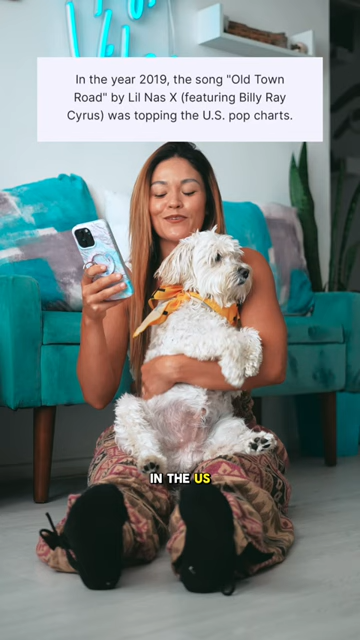 In the year 2019, the song "Old Town
Road" by Lil Nas X (featuring Billy Ray
Cyrus) was topping the U.S. pop charts.
IN THE US